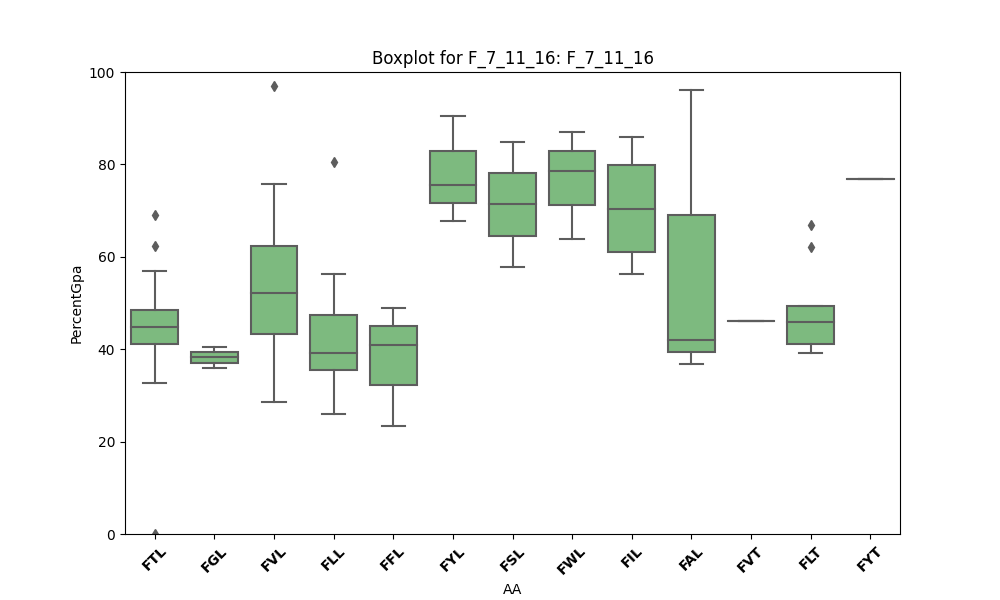 Boxplot for F_7_11_16: F_7_11_16
100
80
60
40
20
0
PercentGpa
FTL
FGL
FVL
FLL
FFL
FYL
FSL
FWL
FIL
FAL
FVT
FLT
FYT
AA